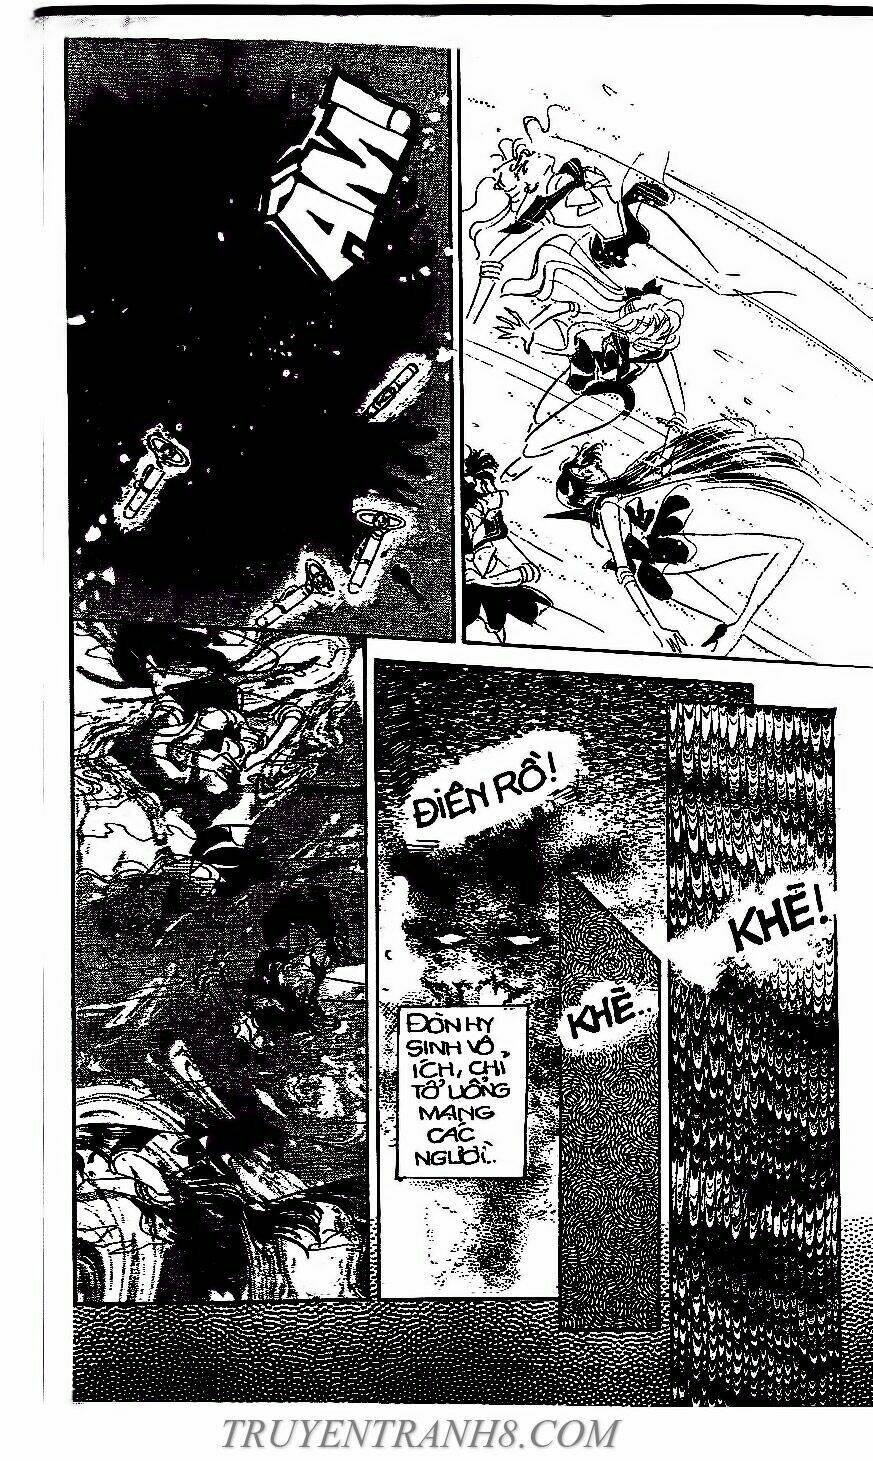 ẦM!
ĐIÊN RỒ!
ĐÒN HY
SINH VÔ
ÍCH, CHỈ
TỔ UỔNG
MẠNG
CÁC
NGƯƠI..
KHÈ..
KHÈ!
TRUYENTRANH8.COM